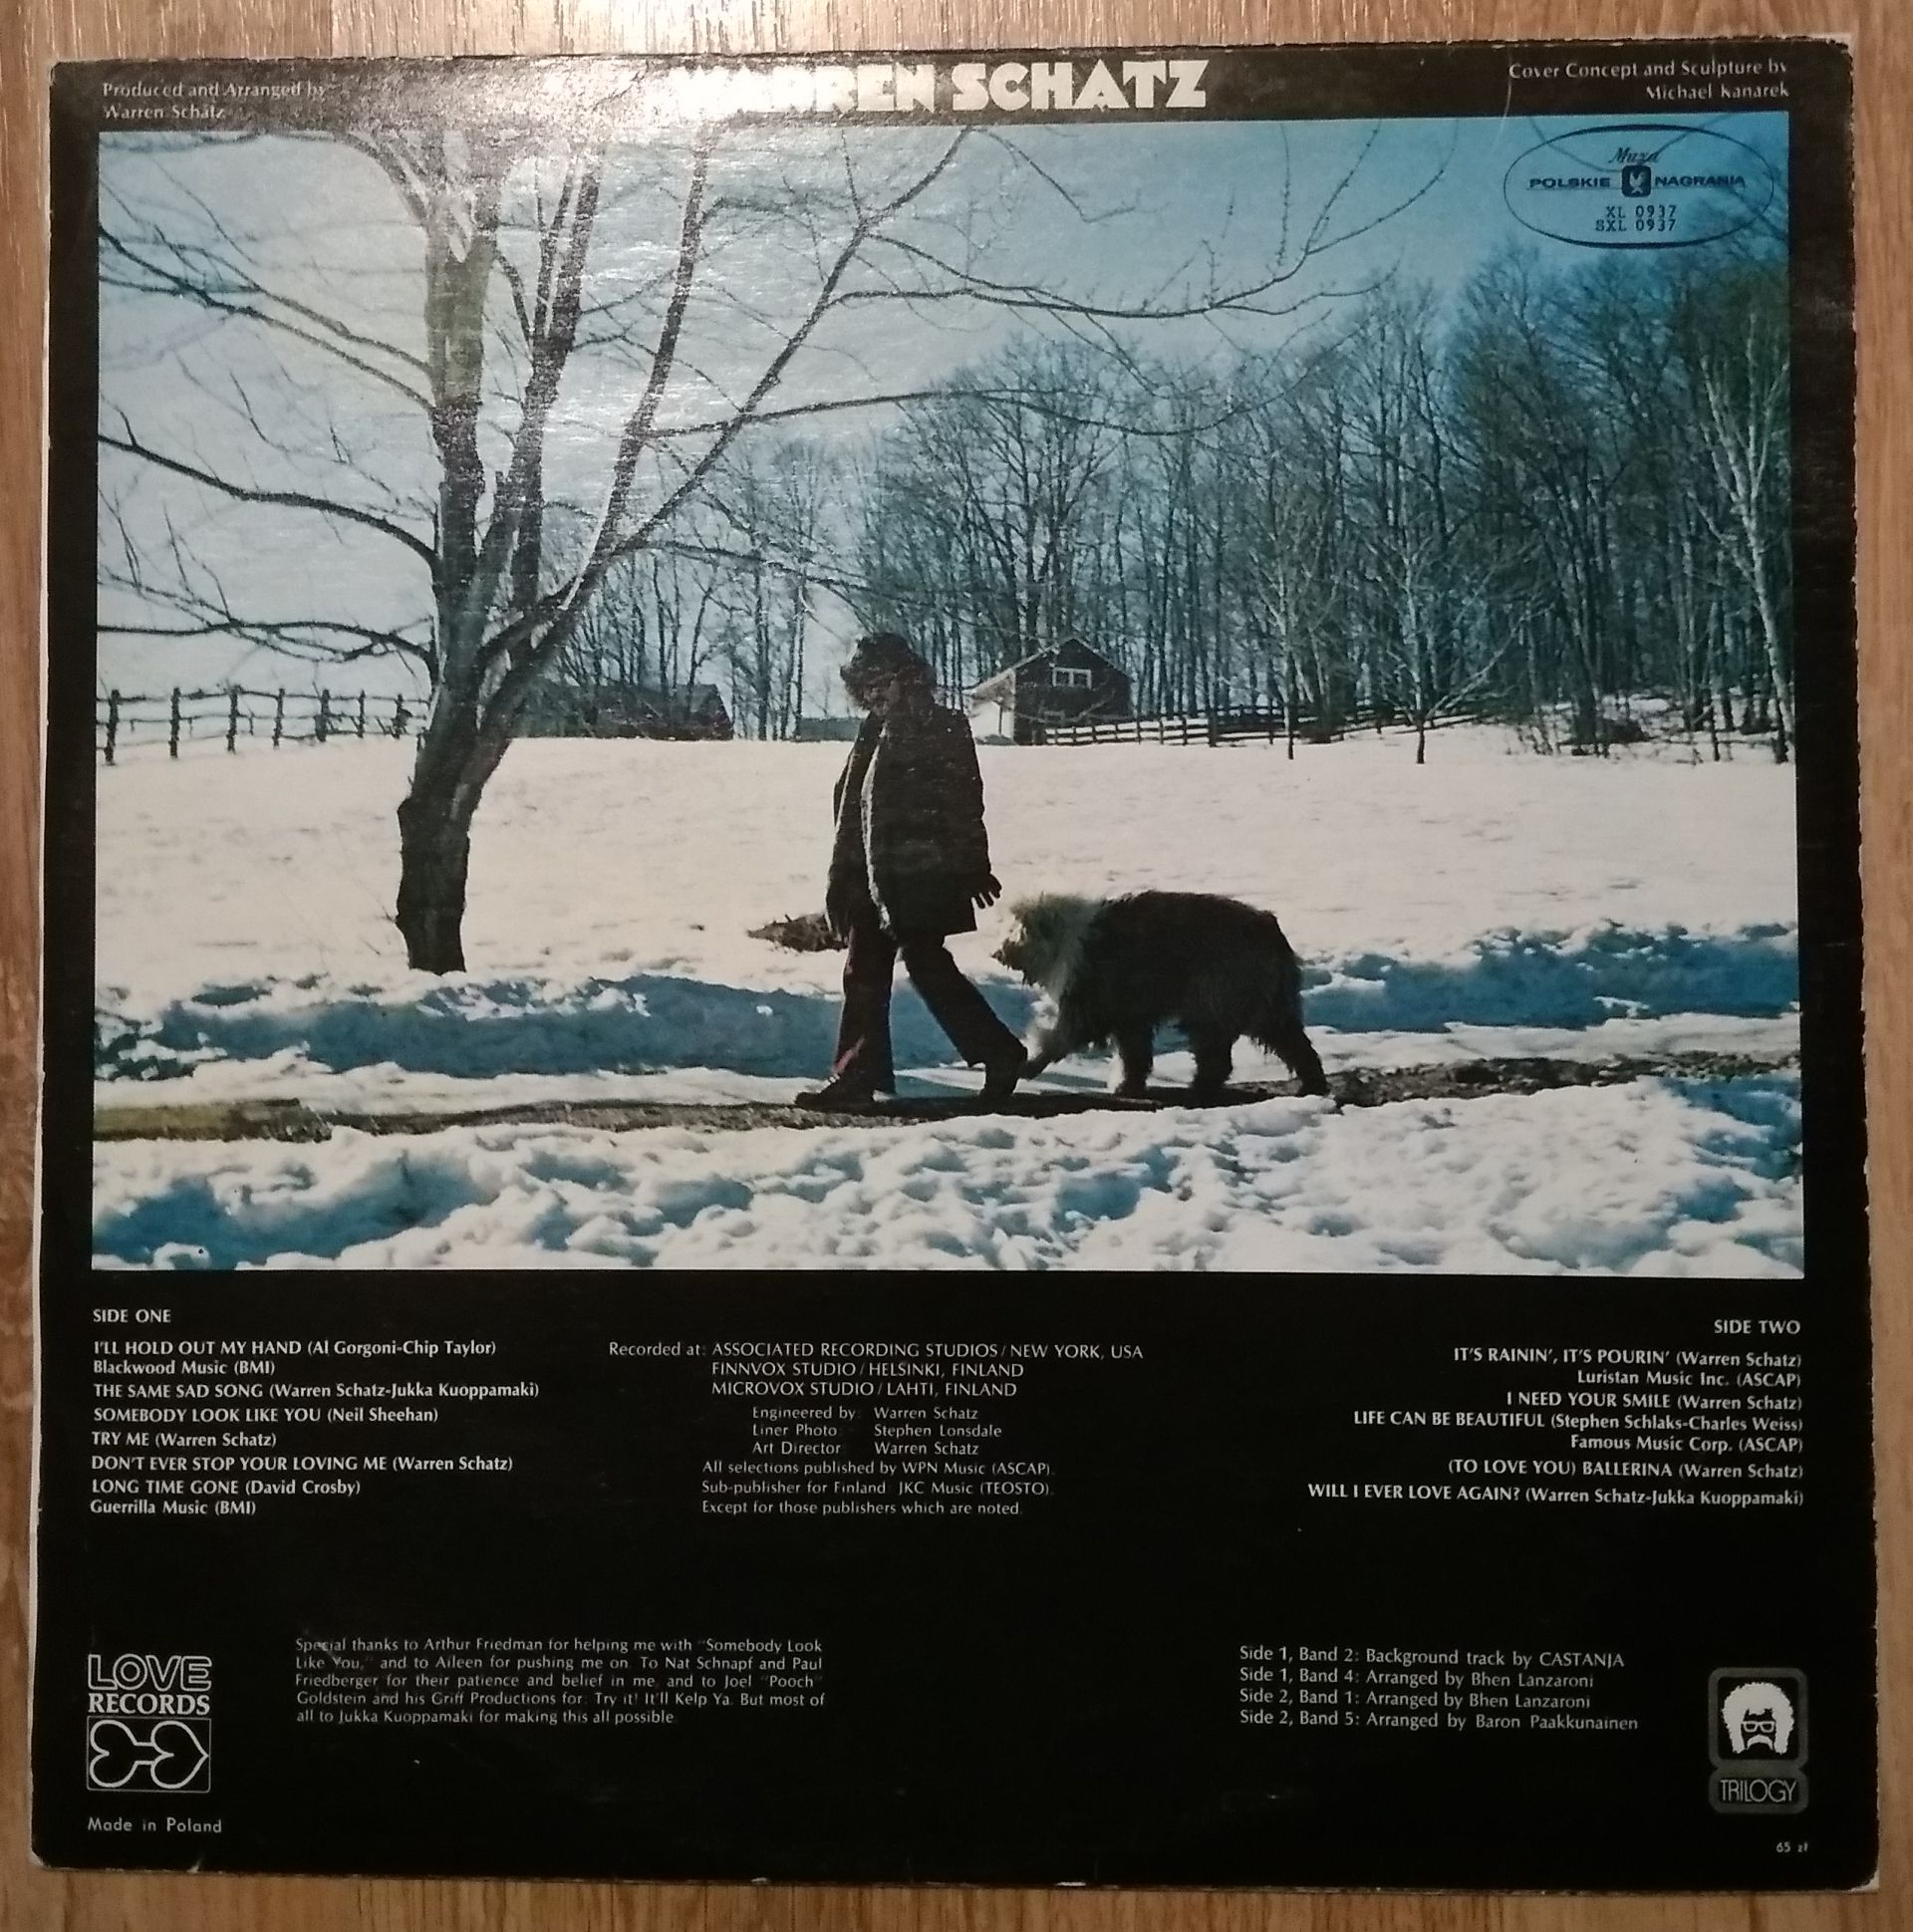 Produced and Arranged by
Warren Schatz
WARREN SCHATZ
Cover Concept and Sculpture by
Michael Kanarek
Muza
POLSKIE NAGRANIA
XL 0937
SXL 0937
SIDE ONE
I'LL HOLD OUT MY HAND (Al Gorgoni-Chip Taylor)
Blackwood Music (BMI)
THE SAME SAD SONG (Warren Schatz-Jukka Kuoppamaki)
SOMEBODY LOOK LIKE YOU (Neil Sheehan)
TRY ME (Warren Schatz)
DON'T EVER STOP YOUR LOVING ME (Warren Schatz)
LONG TIME GONE (David Crosby)
Guerrilla Music (BMI)
Recorded at: ASSOCIATED RECORDING STUDIOS / NEW YORK, USA
FINNVOX STUDIO / HELSINKI, FINLAND
MICROVOX STUDIO / LAHTI, FINLAND
Engineered by: Warren Schatz
Liner Photo: Stephen Lonsdale
Art Director: Warren Schatz
All selections published by WPN Music (ASCAP).
Sub-publisher for Finland JKC Music (TEOSTO).
Except for those publishers which are noted.
SIDE TWO
IT'S RAININ', IT'S POURIN' (Warren Schatz)
Luristan Music Inc. (ASCAP)
I NEED YOUR SMILE (Warren Schatz)
LIFE CAN BE BEAUTIFUL (Stephen Schlaks-Charles Weiss)
Famous Music Corp. (ASCAP)
(TO LOVE YOU) BALLERINA (Warren Schatz)
WILL I EVER LOVE AGAIN? (Warren Schatz-Jukka Kuoppamaki)
LOVE
RECORDS
Made in Poland
Special thanks to Arthur Friedman for helping me with "Somebody Look
Like You," and to Aileen for pushing me on. To Nat Schnapf and Paul
Friedberger for their patience and belief in me, and to Joel "Pooch"
Goldstein and his Griff Productions for: Try it! It'll Kelp Ya. But most of
all to Jukka Kuoppamaki for making this all possible.
Side 1, Band 2: Background track by CASTANJA
Side 1, Band 4: Arranged by Bhen Lanzaroni
Side 2, Band 1: Arranged by Bhen Lanzaroni
Side 2, Band 5: Arranged by Baron Paakkunainen
TRILOGY
65 zł